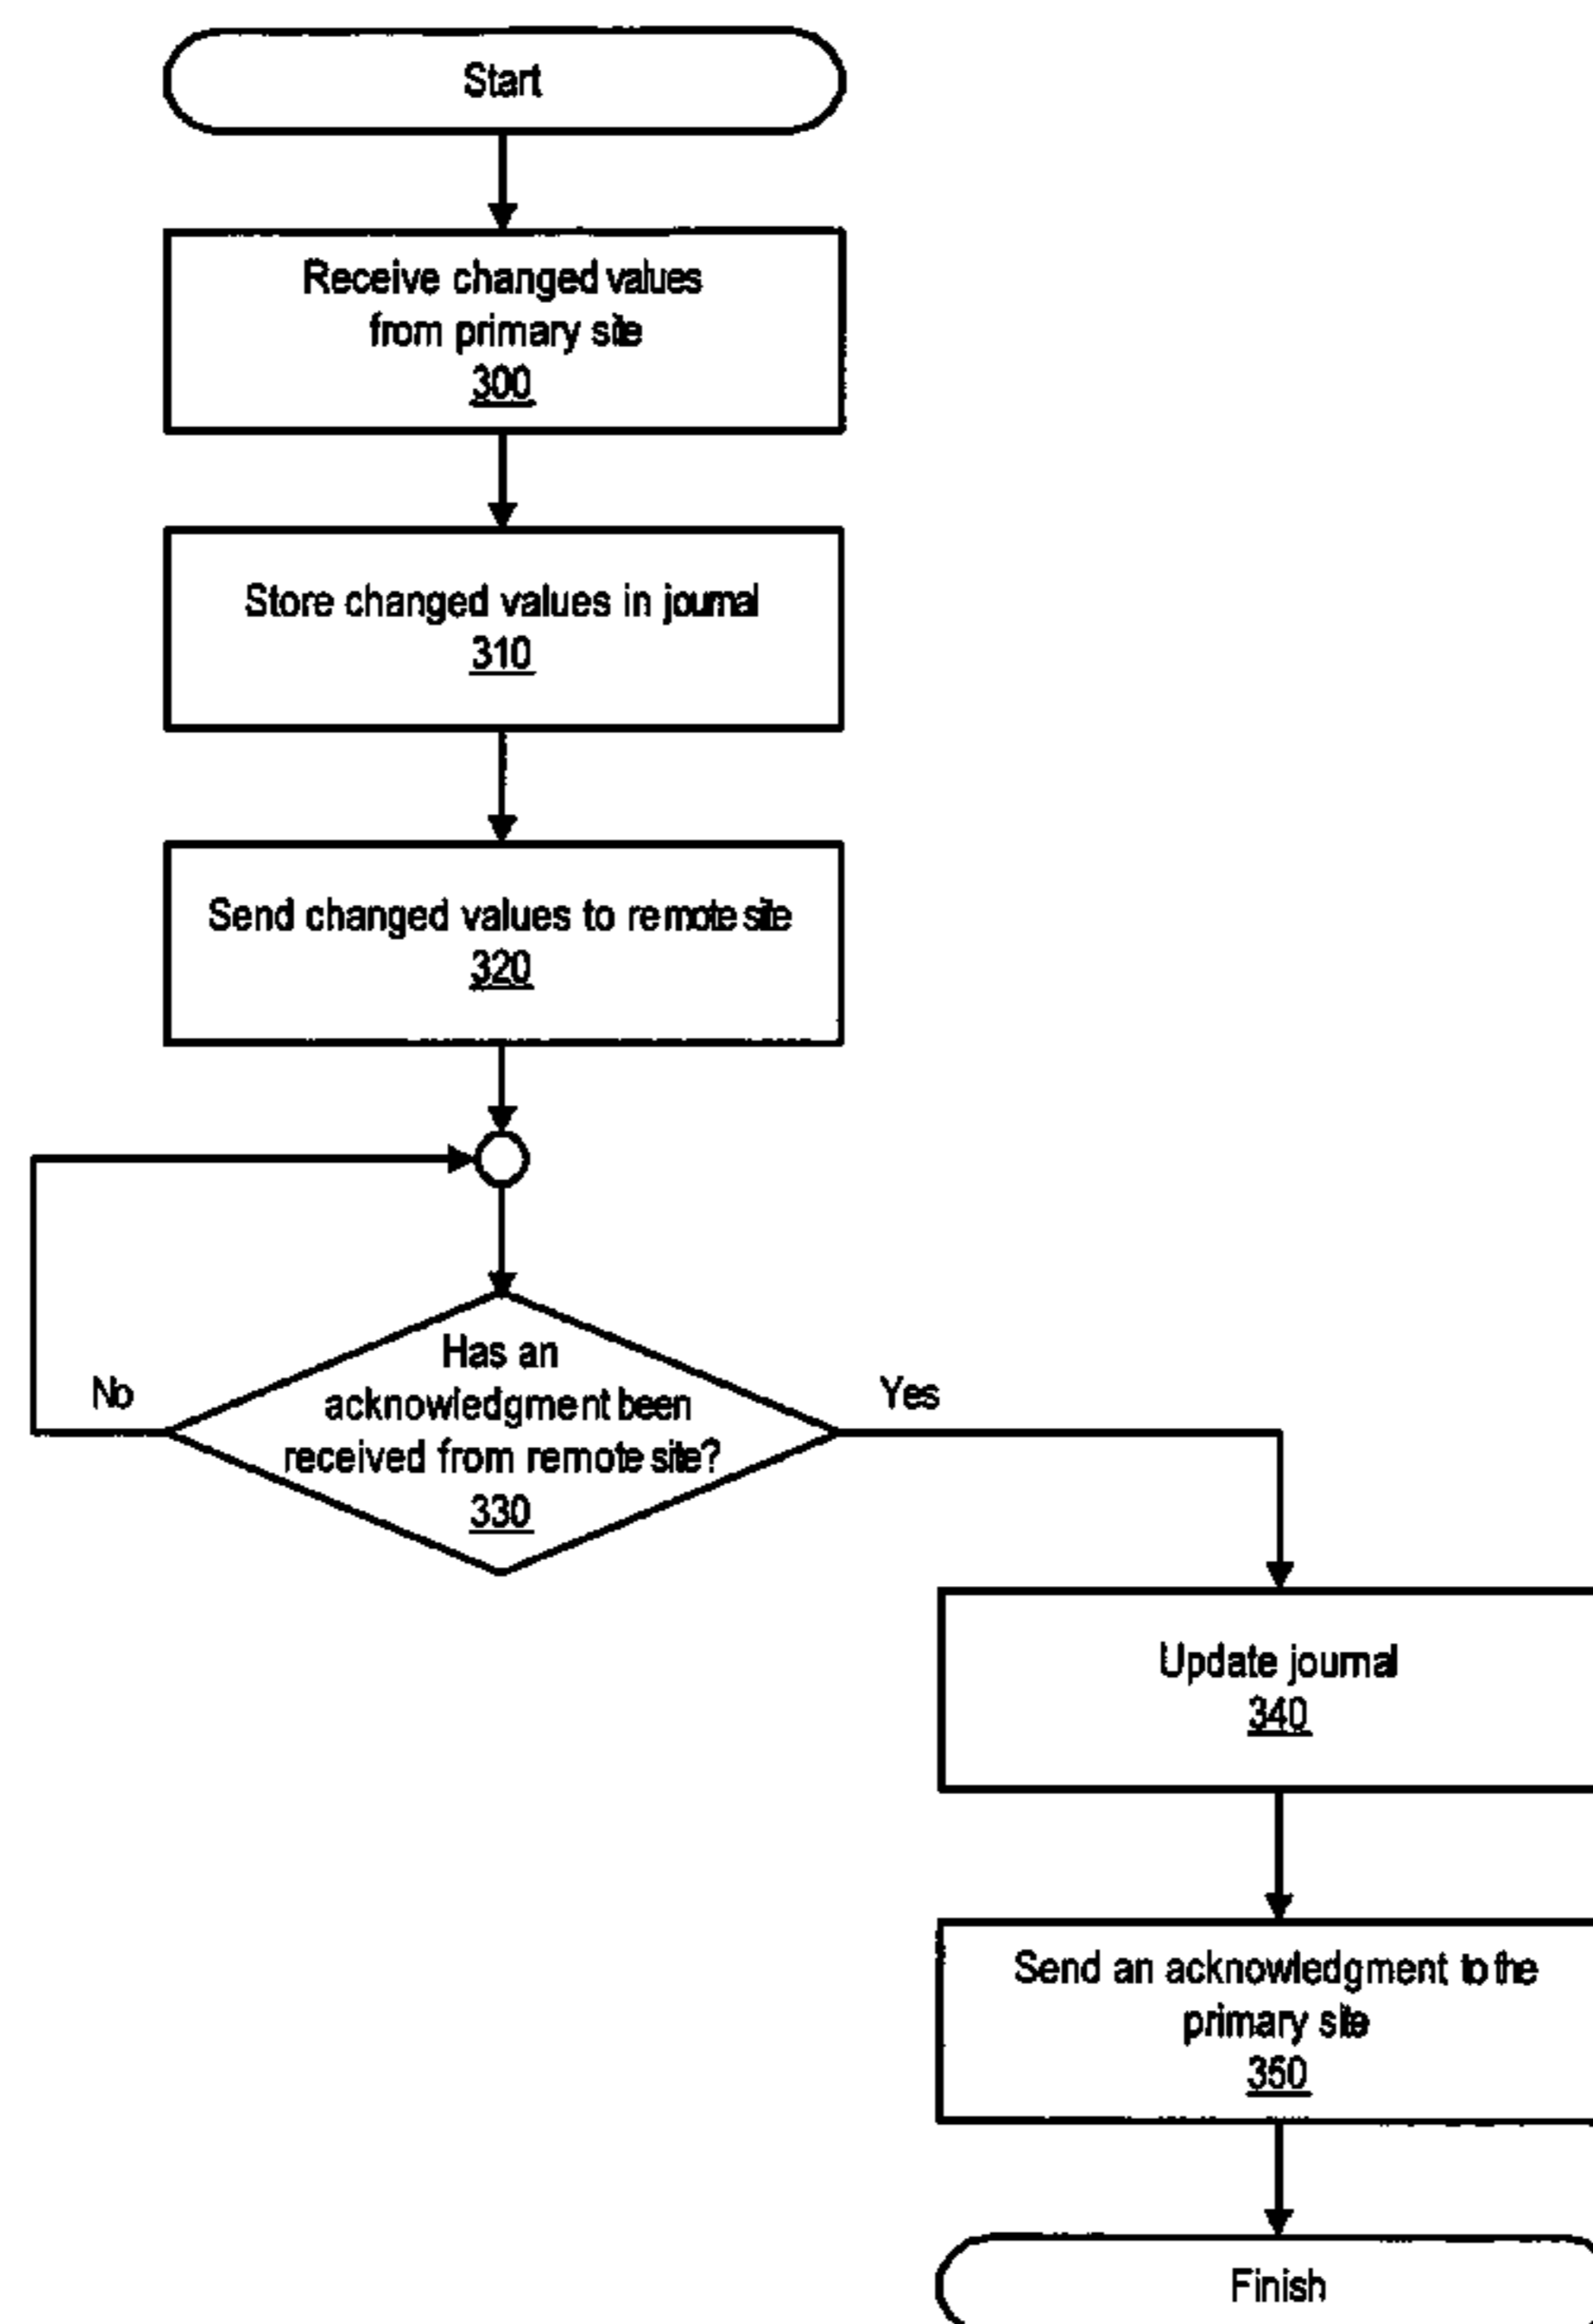 Start
Receive changed values
from primary site
300
Store changed values in journal
310
Send changed values to remote site
320
Has an
acknowledgment been
received from remote site?
330
No
Yes
Update journal
340
Send an acknowledgment to the
primary site
350
Finish